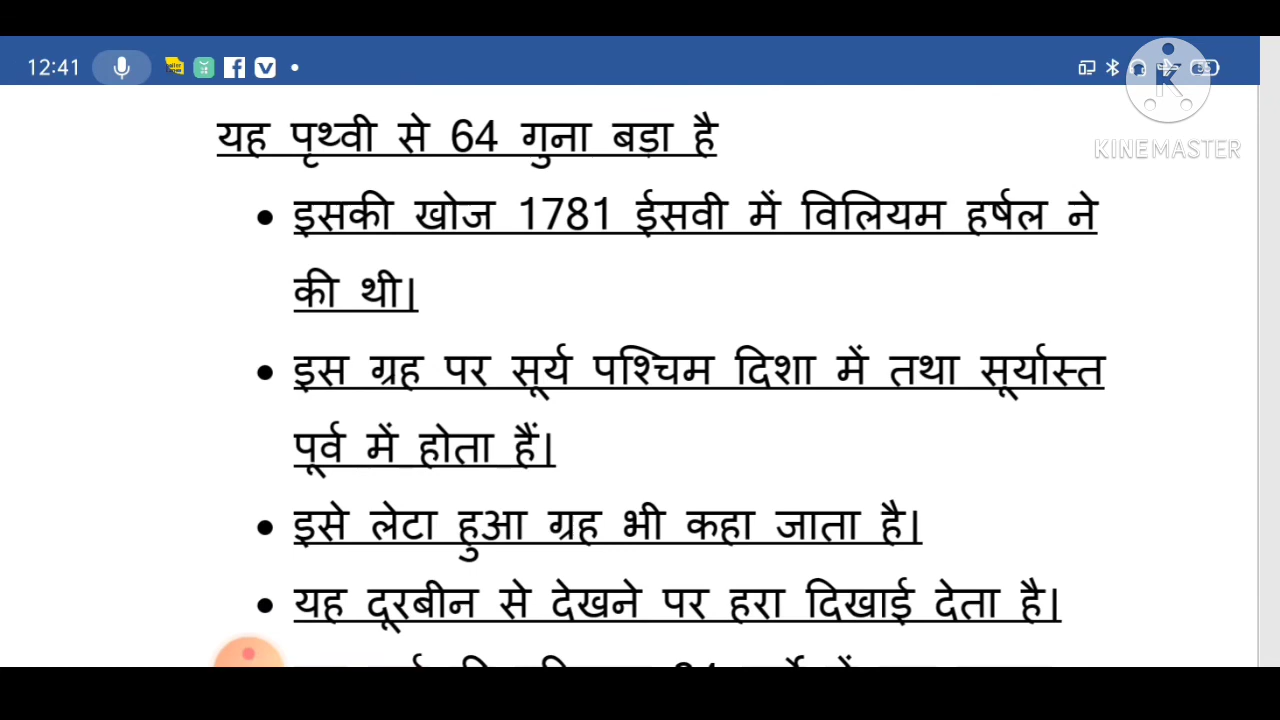 12:41
KINEMASTER
यह पृथ्वी से 64 गुना बड़ा है
• इसकी खोज 1781 ईसवी में विलियम हर्षल ने
की थी|
• इस ग्रह पर सूर्य पश्चिम दिशा में तथा सूर्यास्त
पूर्व में होता हैं|
• इसे लेटा हुआ ग्रह भी कहा जाता है|
• यह दूरबीन से देखने पर हरा दिखाई देता है|